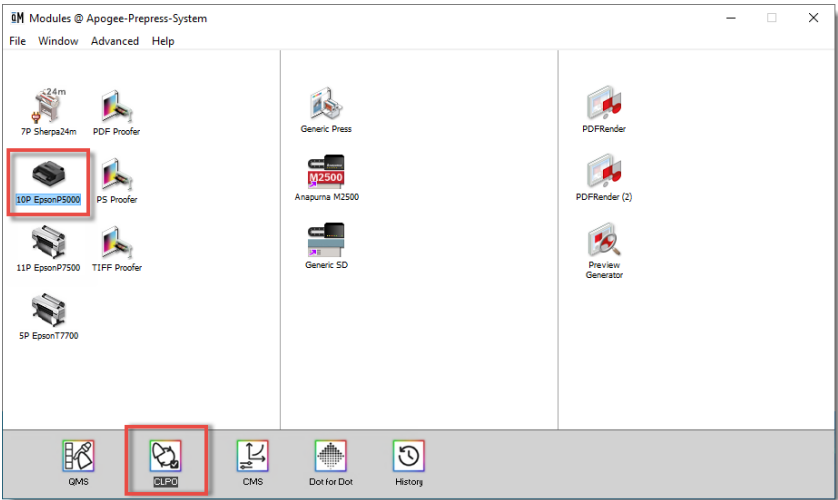 QM Modules @ Apogee-Prepress-System
File Window Advanced Help
24m
7P Sherpa24m PDF Proofer
Generic Press
PDFRender
10P EpsonP5000 PS Proofer
M2500
Anapurna M2500
PDFRender (2)
11P EpsonP7500 TIFF Proofer
Generic SD
Preview
Generator
5P EpsonT7700
QMS CLPO CMS Dot for Dot History